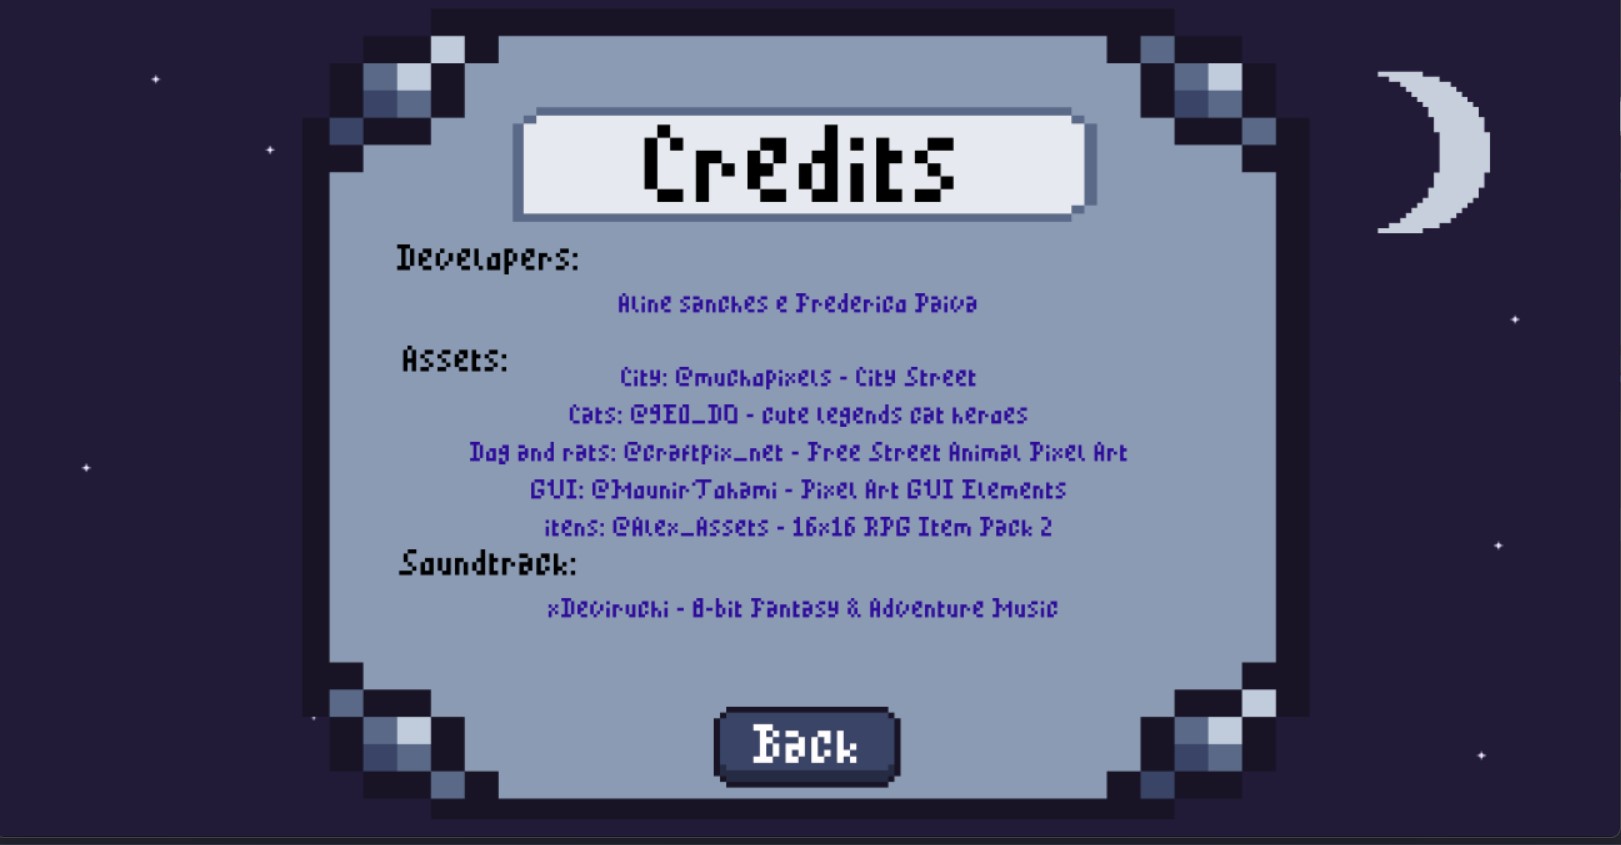 Credits
Developers:
Aline sanches e Frederico Paiva
Assets:
City: @muchopixels - City Street
Cats: @9E0_DO - cute legends cat heroes
Dog and rats: @craftpix_net - Free Street Animal Pixel Art
GUI: @MounirTohami - Pixel Art GUI Elements
itens: @Alex_Assets - 16x16 RPG Item Pack 2
Soundtrack:
xDeviruchi - 8-bit Fantasy & Adventure Music
Back